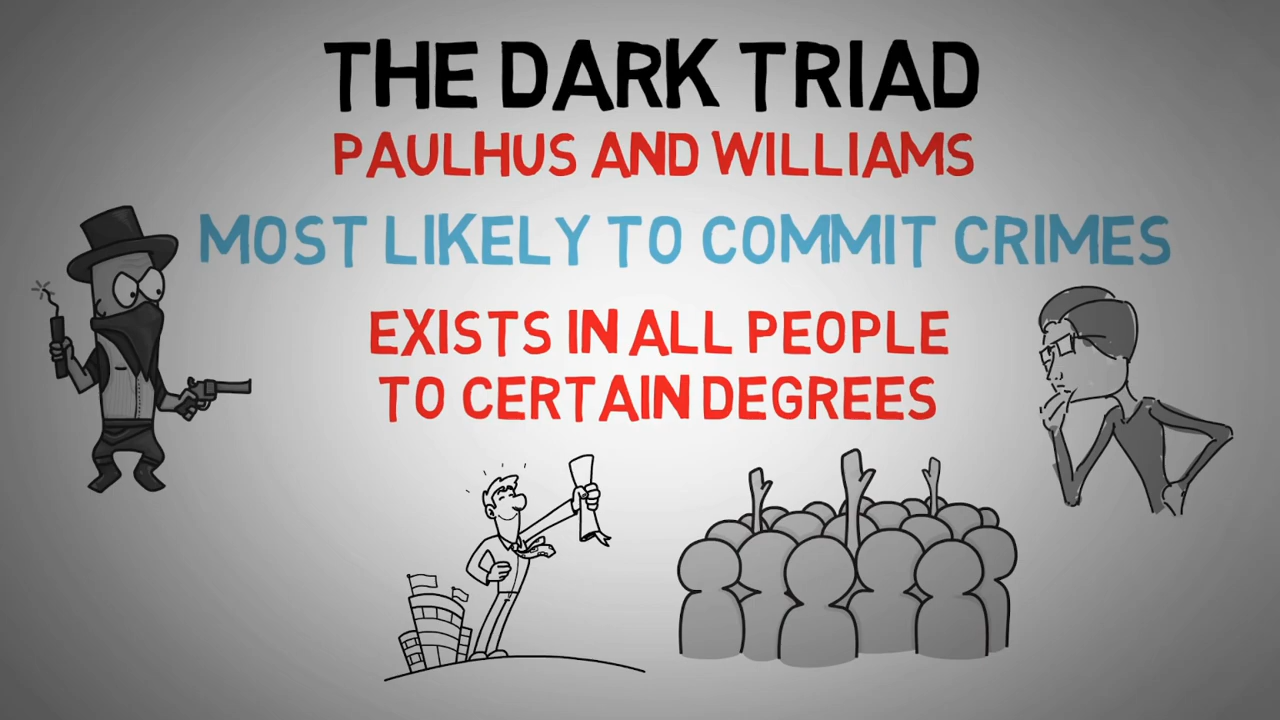 THE DARK TRIAD
PAULHUS AND WILLIAMS
MOST LIKELY TO COMMIT CRIMES
EXISTS IN ALL PEOPLE
TO CERTAIN DEGREES